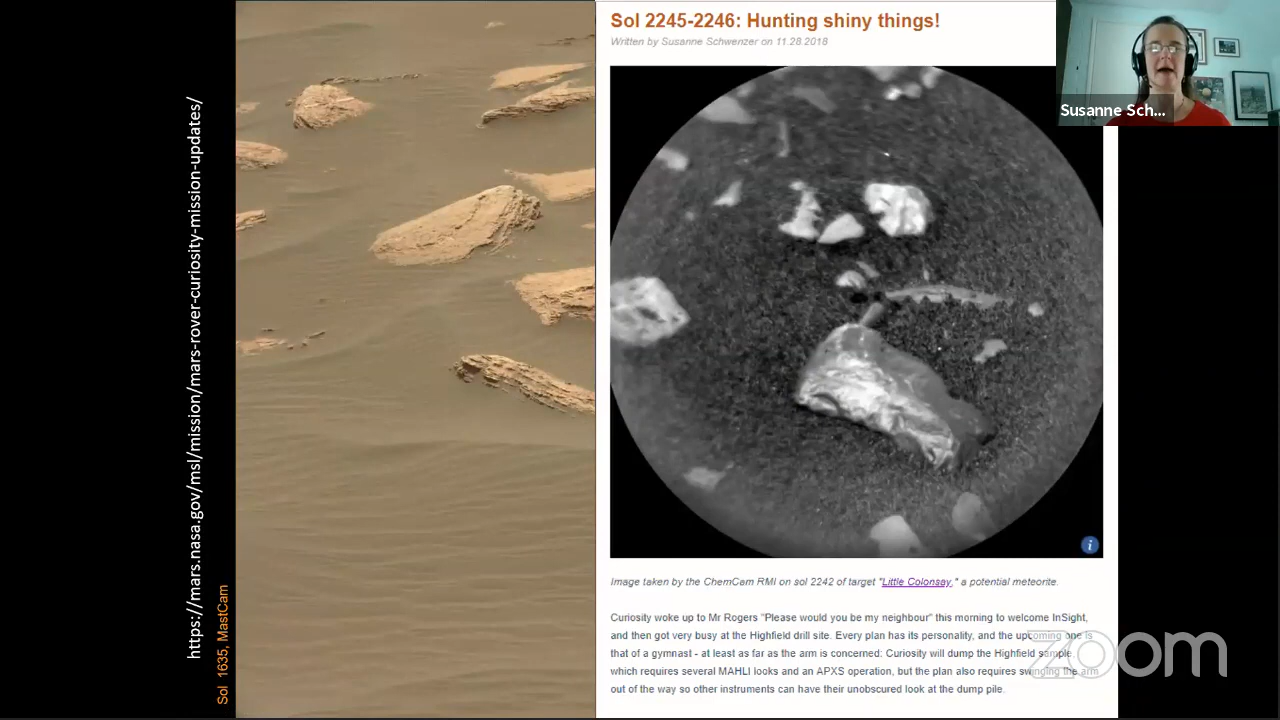 https://mars.nasa.gov/msl/mission/mars-rover-curiosity-mission-updates/
Sol 1635, MastCam
Sol 2245-2246: Hunting shiny things!
Written by Susanne Schwenzer on 11.28.2018
Susanne Sch...
i
Image taken by the ChemCam RMI on sol 2242 of target "Little Colonsay," a potential meteorite.
Curiosity woke up to Mr Rogers "Please would you be my neighbour" this morning to welcome InSight,
and then got very busy at the Highfield drill site. Every plan has its personality, and the upcoming one is
that of a gymnast - at least as far as the arm is concerned: Curiosity will dump the Highfield sample,
which requires several MAHLI looks and an APXS operation, but the plan also requires swinging the arm
out of the way so other instruments can have their unobscured look at the dump pile.
zoom